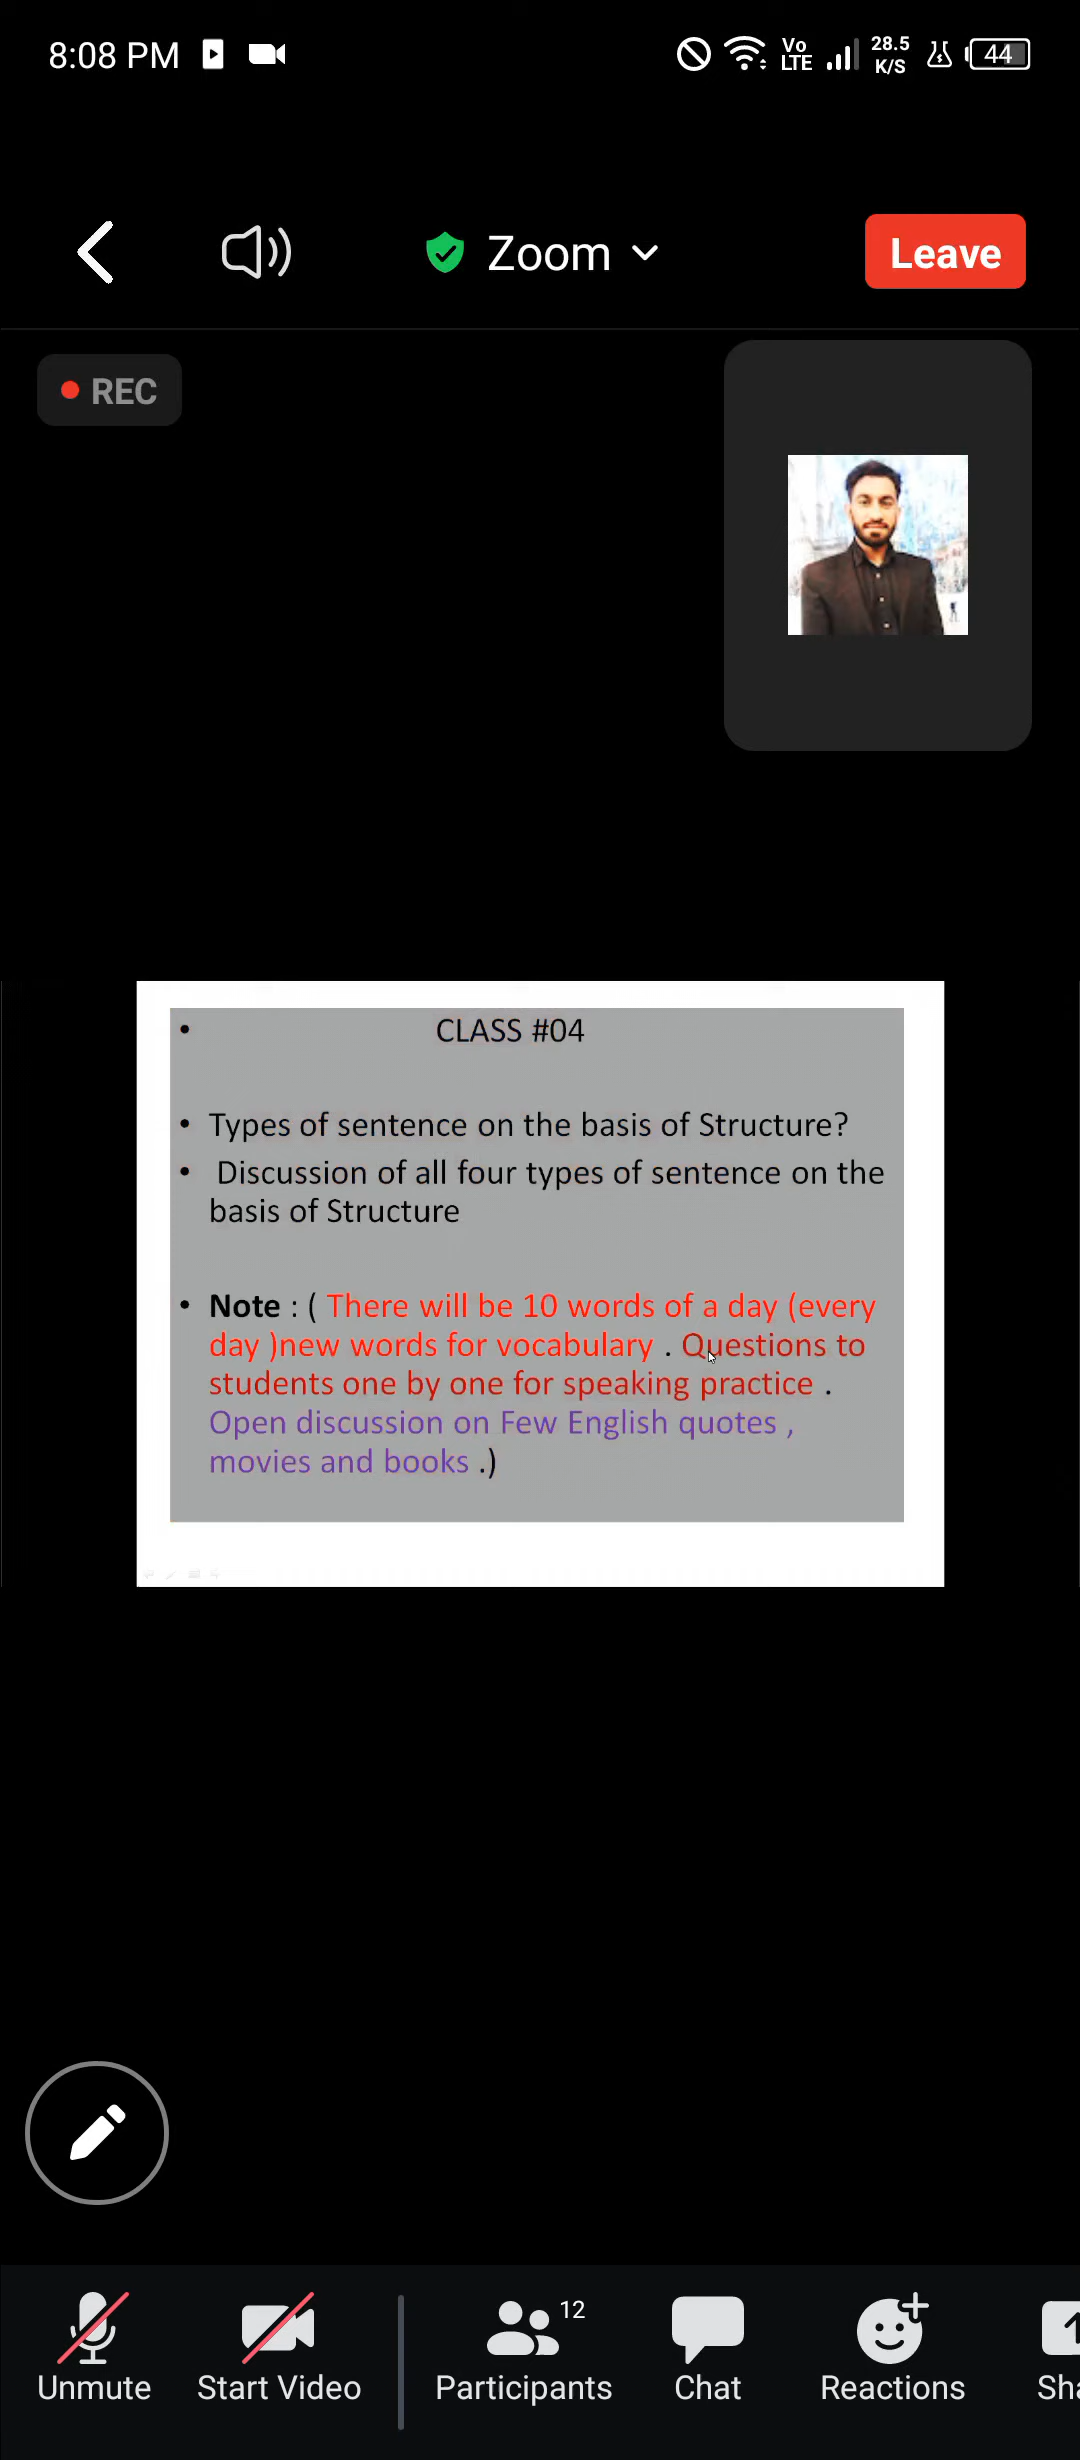 8:08 PM
Vo LTE
28.5 K/S
44
Zoom
Leave
REC
• CLASS #04
• Types of sentence on the basis of Structure?
• Discussion of all four types of sentence on the
basis of Structure
• Note : ( There will be 10 words of a day (every
day )new words for vocabulary . Questions to
students one by one for speaking practice .
Open discussion on Few English quotes ,
movies and books .)
12
Unmute Start Video Participants Chat Reactions Sha